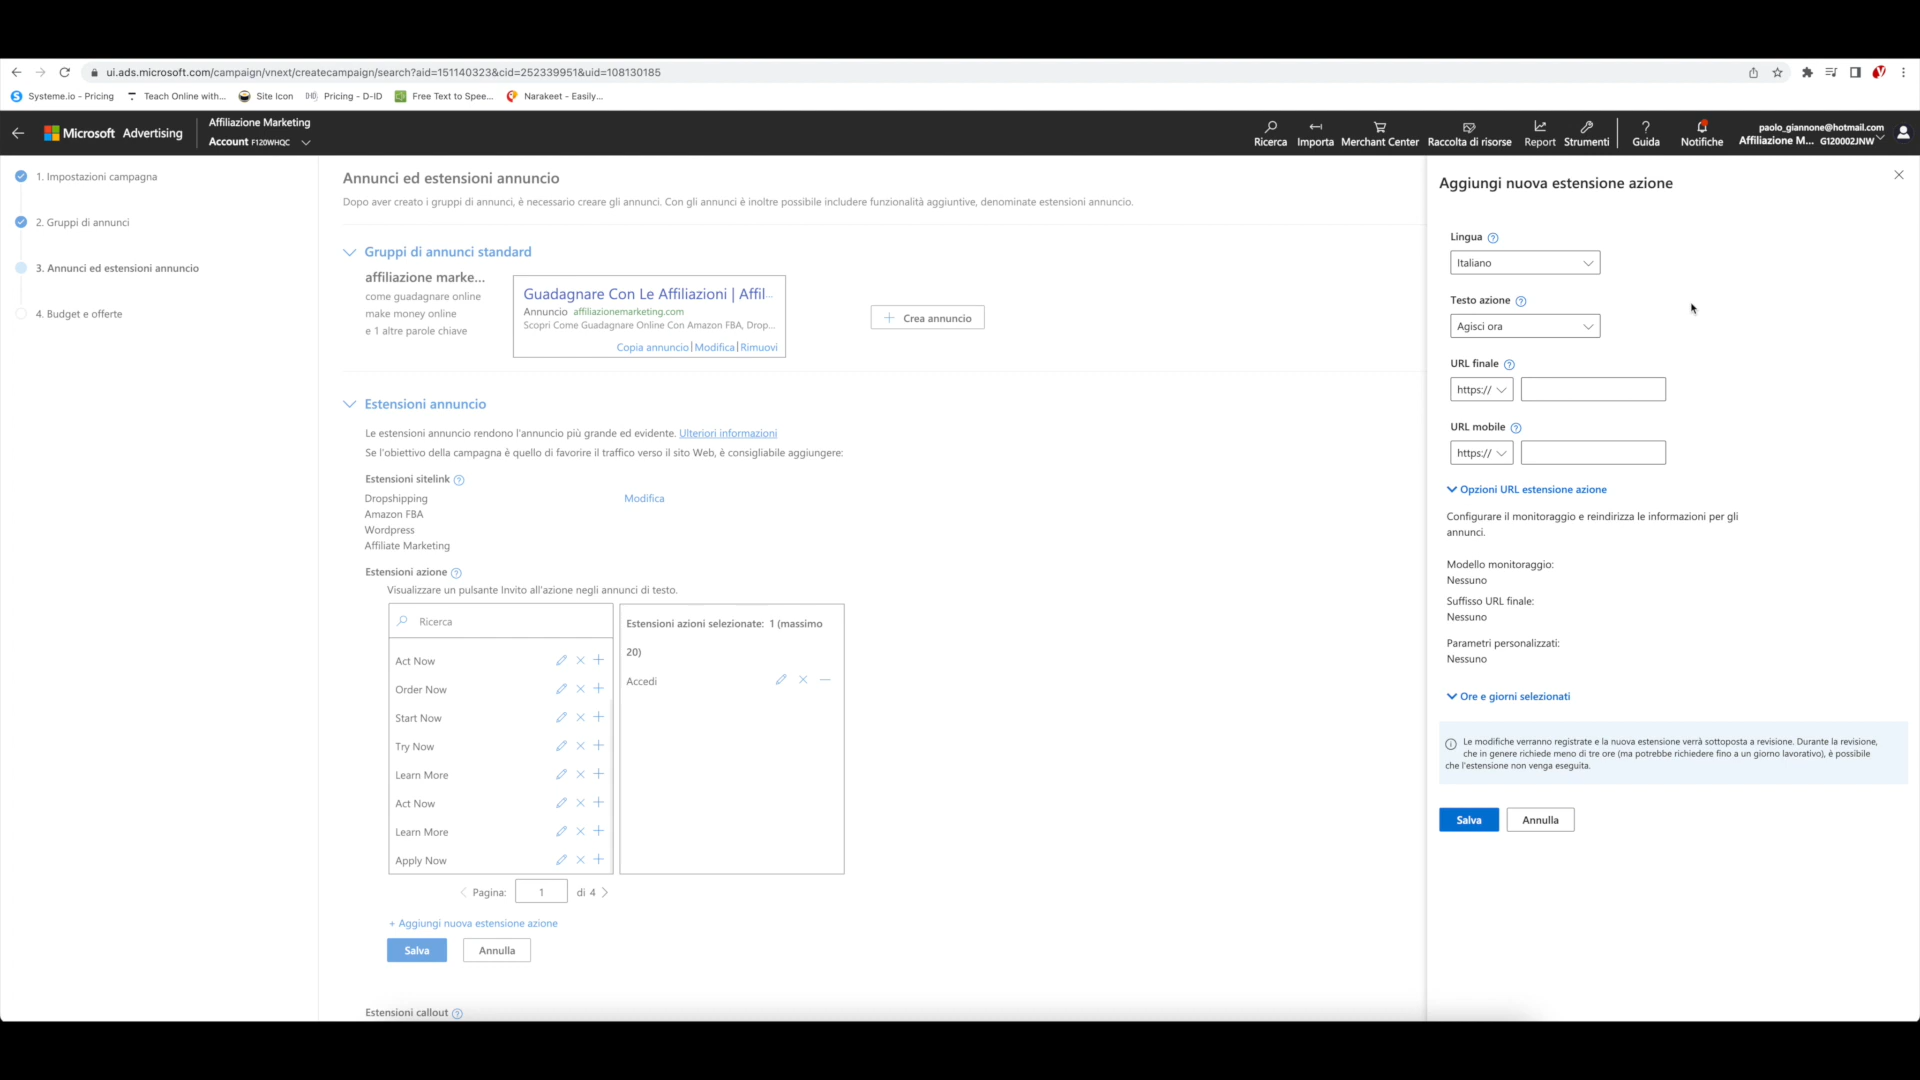 ui.ads.microsoft.com/campaign/vnext/createcampaign/search?aid=151140323&cid=252339951&uid=108130185
Systeme.io - Pricing
Teach Online with...
Site Icon
Pricing - D-ID
Free Text to Spee...
Narakeet - Easily...
Microsoft Advertising
Affiliazione Marketing
Account F120WHQC
Ricerca
Importa
Merchant Center
Raccolta di risorse
Report
Strumenti
Guida
Notifiche
paolo_giannone@hotmail.com
Affiliazione M... G120002JNW
1. Impostazioni campagna
2. Gruppi di annunci
3. Annunci ed estensioni annuncio
4. Budget e offerte
Annunci ed estensioni annuncio
Dopo aver creato i gruppi di annunci, è necessario creare gli annunci. Con gli annunci è inoltre possibile includere funzionalità aggiuntive, denominate estensioni annuncio.
Gruppi di annunci standard
affiliazione marke...
come guadagnare online
make money online
e 1 altre parole chiave
Guadagnare Con Le Affiliazioni | Affil...
Annuncio affiliazionemarketing.com
Scopri Come Guadagnare Online Con Amazon FBA, Drop...
Copia annuncio | Modifica | Rimuovi
Crea annuncio
Estensioni annuncio
Le estensioni annuncio rendono l'annuncio più grande ed evidente. Ulteriori informazioni
Se l'obiettivo della campagna è quello di favorire il traffico verso il sito Web, è consigliabile aggiungere:
Estensioni sitelink
Dropshipping
Modifica
Amazon FBA
Wordpress
Affiliate Marketing
Estensioni azione
Visualizzare un pulsante Invito all'azione negli annunci di testo.
Ricerca
Act Now
Order Now
Start Now
Try Now
Learn More
Act Now
Learn More
Apply Now
Estensioni azioni selezionate: 1 (massimo
20)
Accedi
Pagina: 1 di 4
+ Aggiungi nuova estensione azione
Salva
Annulla
Estensioni callout
Aggiungi nuova estensione azione
Lingua
Italiano
Testo azione
Agisci ora
URL finale
https://
URL mobile
https://
Opzioni URL estensione azione
Configurare il monitoraggio e reindirizza le informazioni per gli
annunci.
Modello monitoraggio:
Nessuno
Suffisso URL finale:
Nessuno
Parametri personalizzati:
Nessuno
Ore e giorni selezionati
Le modifiche verranno registrate e la nuova estensione verrà sottoposta a revisione. Durante la revisione,
che in genere richiede meno di tre ore (ma potrebbe richiedere fino a un giorno lavorativo), è possibile
che l'estensione non venga eseguita.
Salva
Annulla